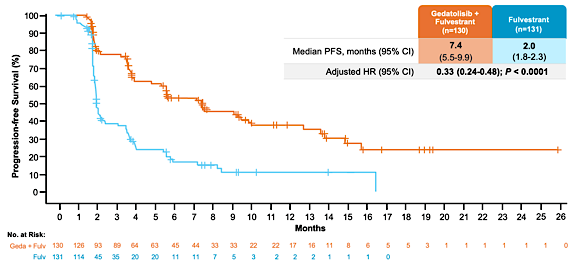 Gedatolisib +
Fulvestrant
(n=130)
Fulvestrant
(n=131)
Median PFS, months (95% CI)
7.4
(5.5-9.9)
2.0
(1.8-2.3)
Adjusted HR (95% CI)
0.33 (0.24-0.48); P < 0.0001
Progression-free Survival (%)
100
90
80
70
60
50
40
30
20
10
0
0 1 2 3 4 5 6 7 8 9 10 11 12 13 14 15 16 17 18 19 20 21 22 23 24 25 26
Months
No. at Risk:
Geda + Fulv 130 126 93 89 64 63 45 44 33 33 22 22 17 16 11 8 6 5 5 3 1 1 1 1 1 1 0
Fulv 131 114 45 35 20 20 11 11 7 5 3 2 2 2 1 1 1 0